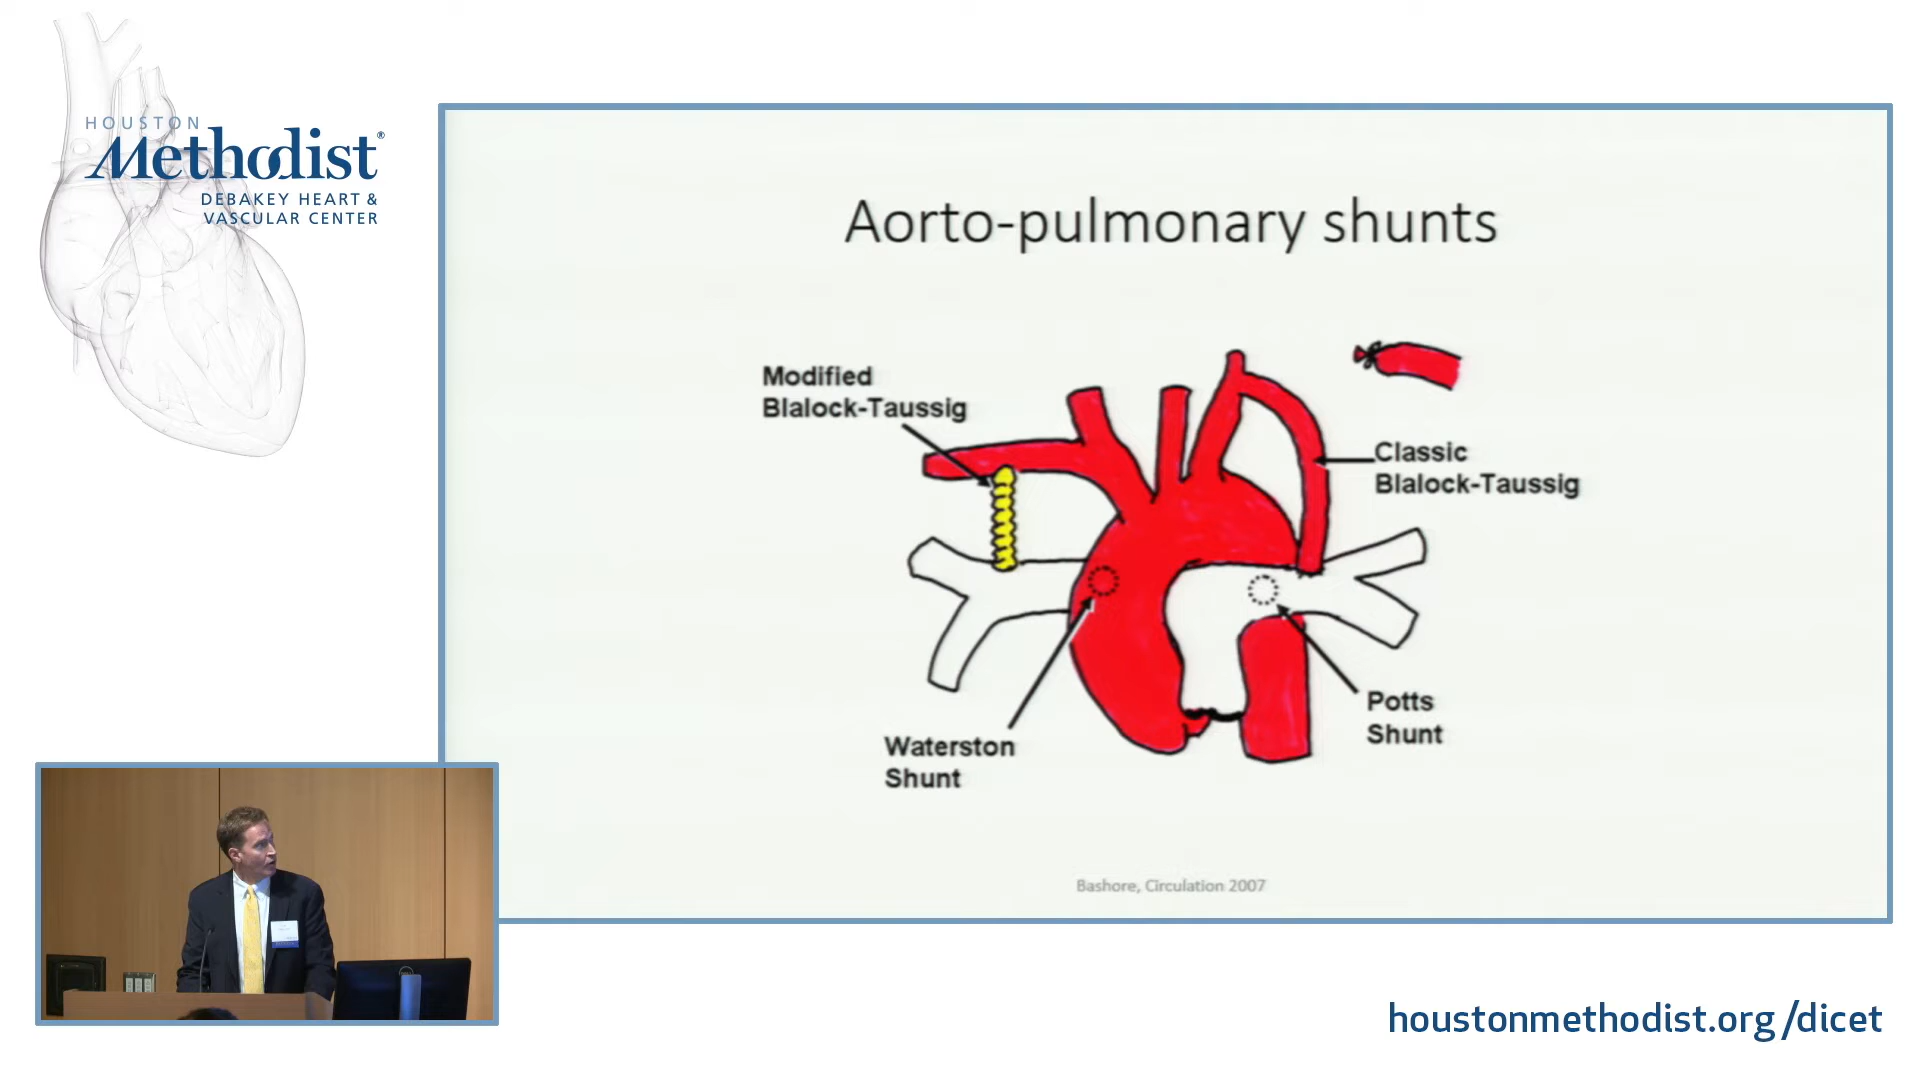 HOUSTON
Methodist®
DEBAKEY HEART &
VASCULAR CENTER
Aorto-pulmonary shunts
Modified
Blalock-Taussig
Classic
Blalock-Taussig
Waterston
Shunt
Potts
Shunt
Bashore, Circulation 2007
houstonmethodist.org/dicet